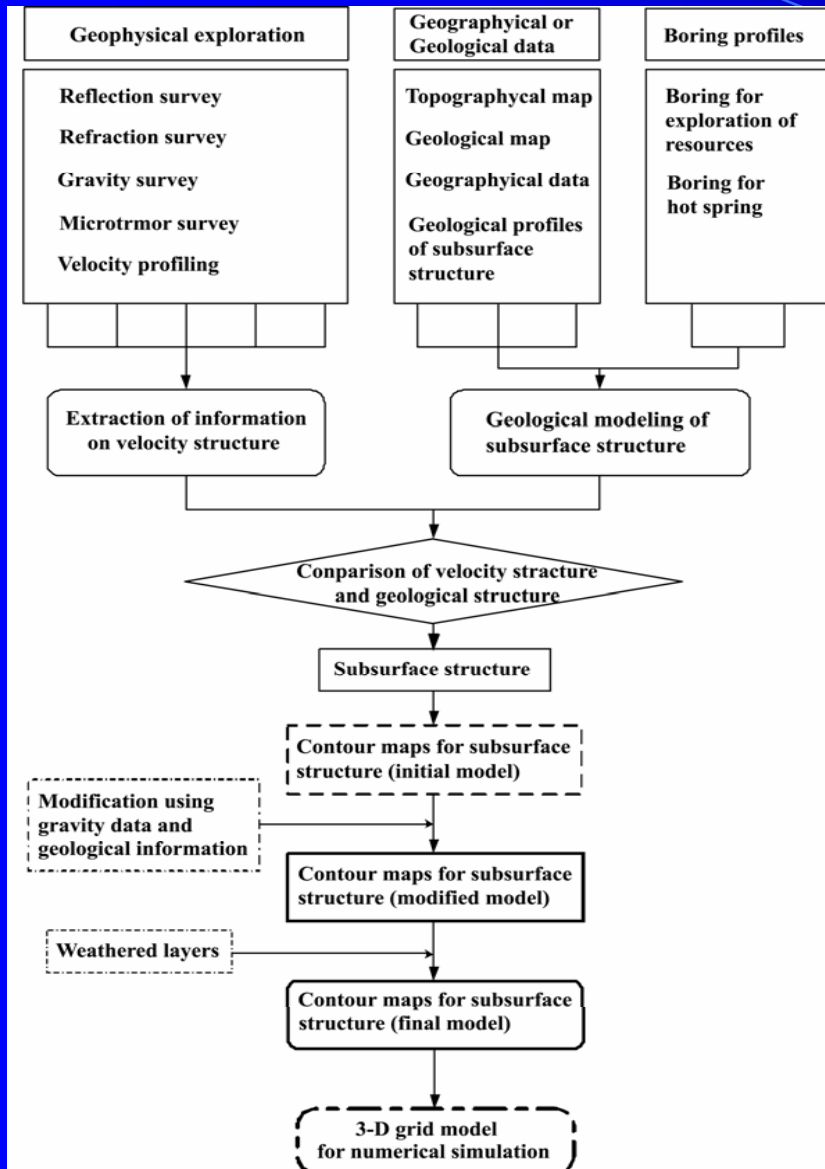 Geophysical exploration
Geographyical or
Geological data
Boring profiles
Reflection survey
Refraction survey
Gravity survey
Microtrmor survey
Velocity profiling
Topographycal map
Geological map
Geographyical data
Geological profiles
of subsurface
structure
Boring for
exploration of
resources
Boring for
hot spring
Extraction of information
on velocity structure
Geological modeling of
subsurface structure
Conparison of velocity stracture
and geological structure
Subsurface structure
Contour maps for subsurface
structure (initial model)
Modification using
gravity data and
geological information
Contour maps for subsurface
structure (modified model)
Weathered layers
Contour maps for subsurface
structure (final model)
3-D grid model
for numerical simulation